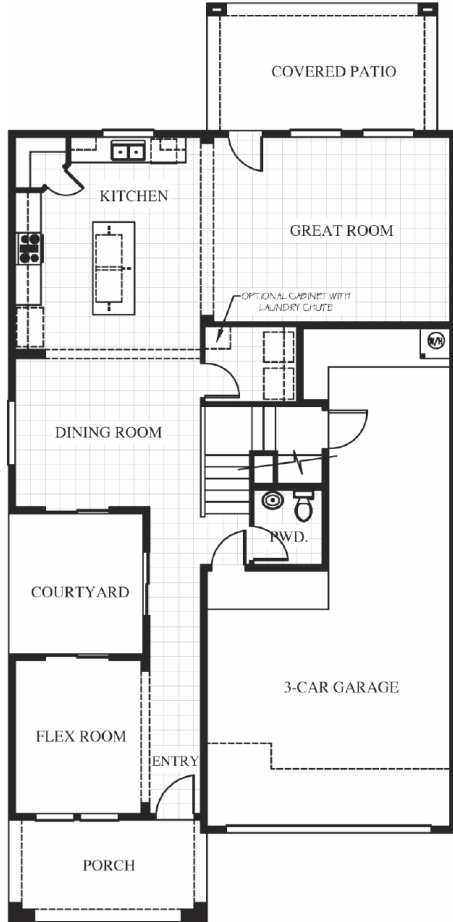 COVERED PATIO
KITCHEN
GREAT ROOM
OPTIONAL CABINET WITH
LAUNDRY CHUTE
W/H
DINING ROOM
PWD.
COURTYARD
3-CAR GARAGE
FLEX ROOM
ENTRY
PORCH